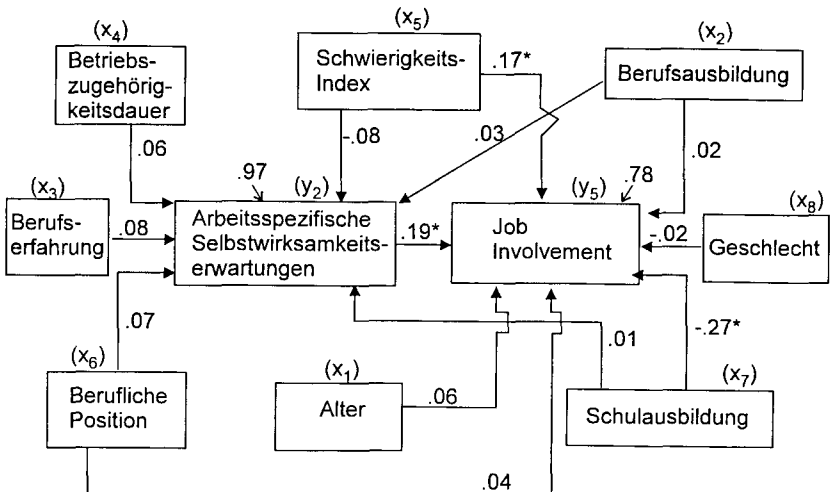 (x4)
Betriebs-
zugehörig-
keitsdauer
(x5)
Schwierigkeits-
Index
(x2)
Berufsausbildung
.17*
.06
-.08
.03
.02
.97
(y2)
(y5)
.78
(x3)
Berufs-
erfahrung
.08
Arbeitsspezifische
Selbstwirksamkeits-
erwartungen
.19*
Job
Involvement
-.02
(x8)
Geschlecht
.07
.01
-.27*
(x6)
Berufliche
Position
(x1)
Alter
.06
(x7)
Schulausbildung
.04